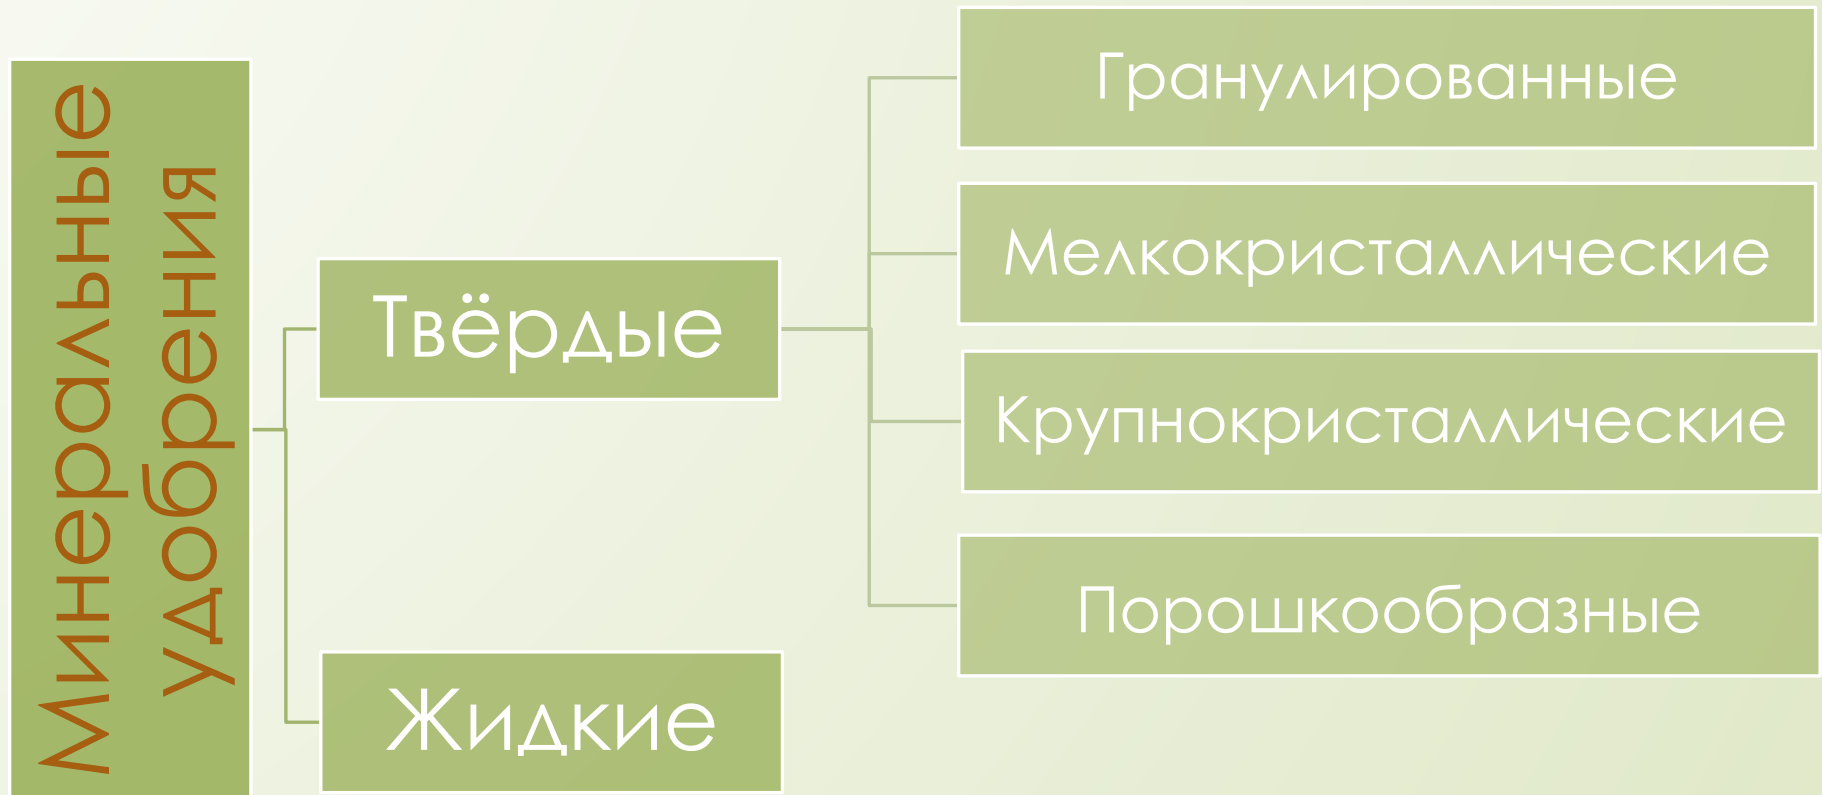 Минеральные
удобрения
Твёрдые
Жидкие
Гранулированные
Мелкокристаллические
Крупнокристаллические
Порошкообразные